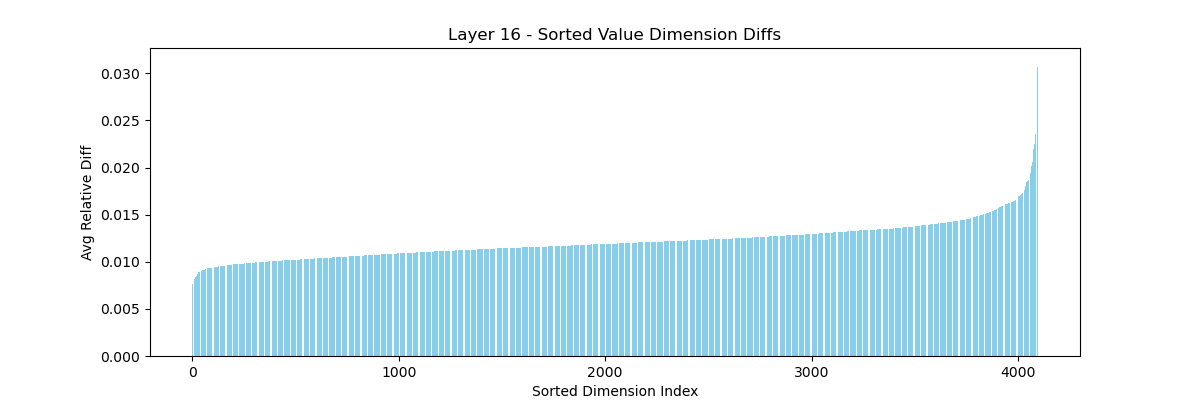 Layer 16 - Sorted Value Dimension Diffs
Avg Relative Diff
0.030
0.025
0.020
0.015
0.010
0.005
0.000
0 1000 2000 3000 4000
Sorted Dimension Index